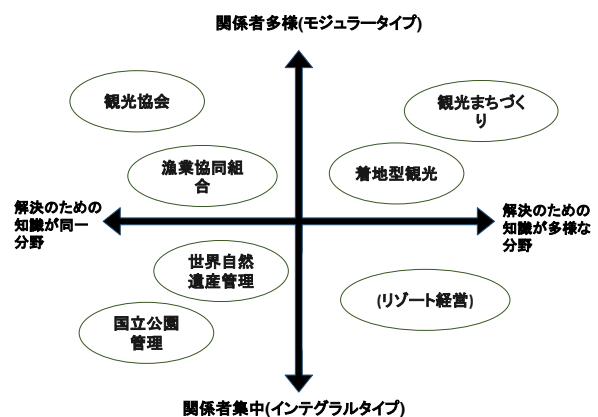 関係者多様(モジュラータイプ)
観光協会
観光まちづく
り
漁業協同組
合
着地型観光
解決のための
知識が同一
分野
解決のための
知識が多様な
分野
世界自然
遺産管理
(リゾート経営)
国立公園
管理
関係者集中(インテグラルタイプ)